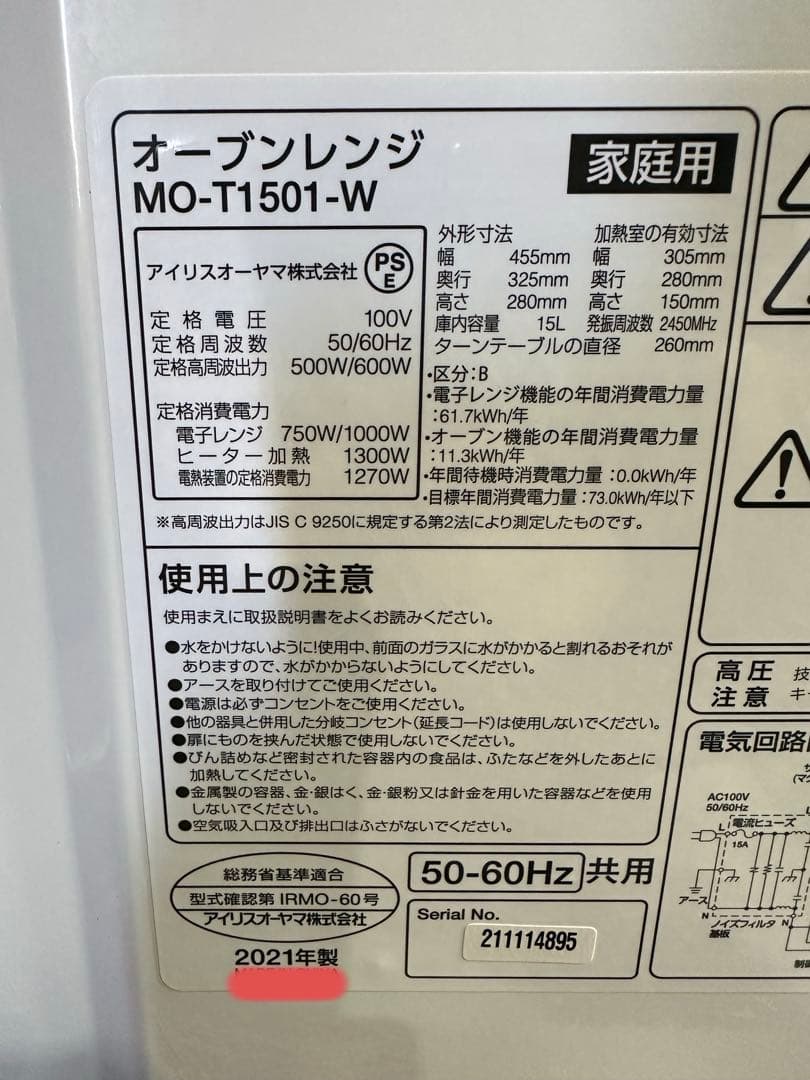 オーブンレンジ
MO-T1501-W
家庭用
アイリスオーヤマ株式会社 PS E
定格電圧 100V
定格周波数 50/60Hz
定格高周波出力 500W/600W
定格消費電力
電子レンジ 750W/1000W
ヒーター加熱 1300W
電熱装置の定格消費電力 1270W
外形寸法 加熱室の有効寸法
幅 455mm 幅 305mm
奥行 325mm 奥行 280mm
高さ 280mm 高さ 150mm
庫内容量 15L 発振周波数 2450MHz
ターンテーブルの直径 260mm
・区分:B
・電子レンジ機能の年間消費電力量
:61.7kWh/年
・オーブン機能の年間消費電力量
:11.3kWh/年
・年間待機時消費電力量:0.0kWh/年
・目標年間消費電力量:73.0kWh/年以下
※高周波出力はJIS C 9250に規定する第2法により測定したものです。
使用上の注意
使用まえに取扱説明書をよくお読みください。
●水をかけないように!使用中、前面のガラスに水がかかると割れるおそれが
ありますので、水がかからないようにしてください。
●アースを取り付けてご使用ください。
●電源は必ずコンセントをご使用ください。
●他の器具と併用した分岐コンセント(延長コード)は使用しないでください。
●扉にものを挟んだ状態で使用しないでください。
●びん詰めなど密封された容器内の食品は、ふたなどを外したあとに
加熱してください。
●金属製の容器、金・銀はく、金・銀粉又は針金を用いた容器などを使用
しないでください。
●空気吸入口及び排出口はふさがないでください。
総務省基準適合
型式確認第IRMO-60号
アイリスオーヤマ株式会社
2021年製
50-60Hz 共用
Serial No.
211114895
高圧
注意
技
キ
電気回路
AC100V
50/60Hz
L
電流ヒューズ
15A
アース
N
N
ノイズフィルタ
基板
制